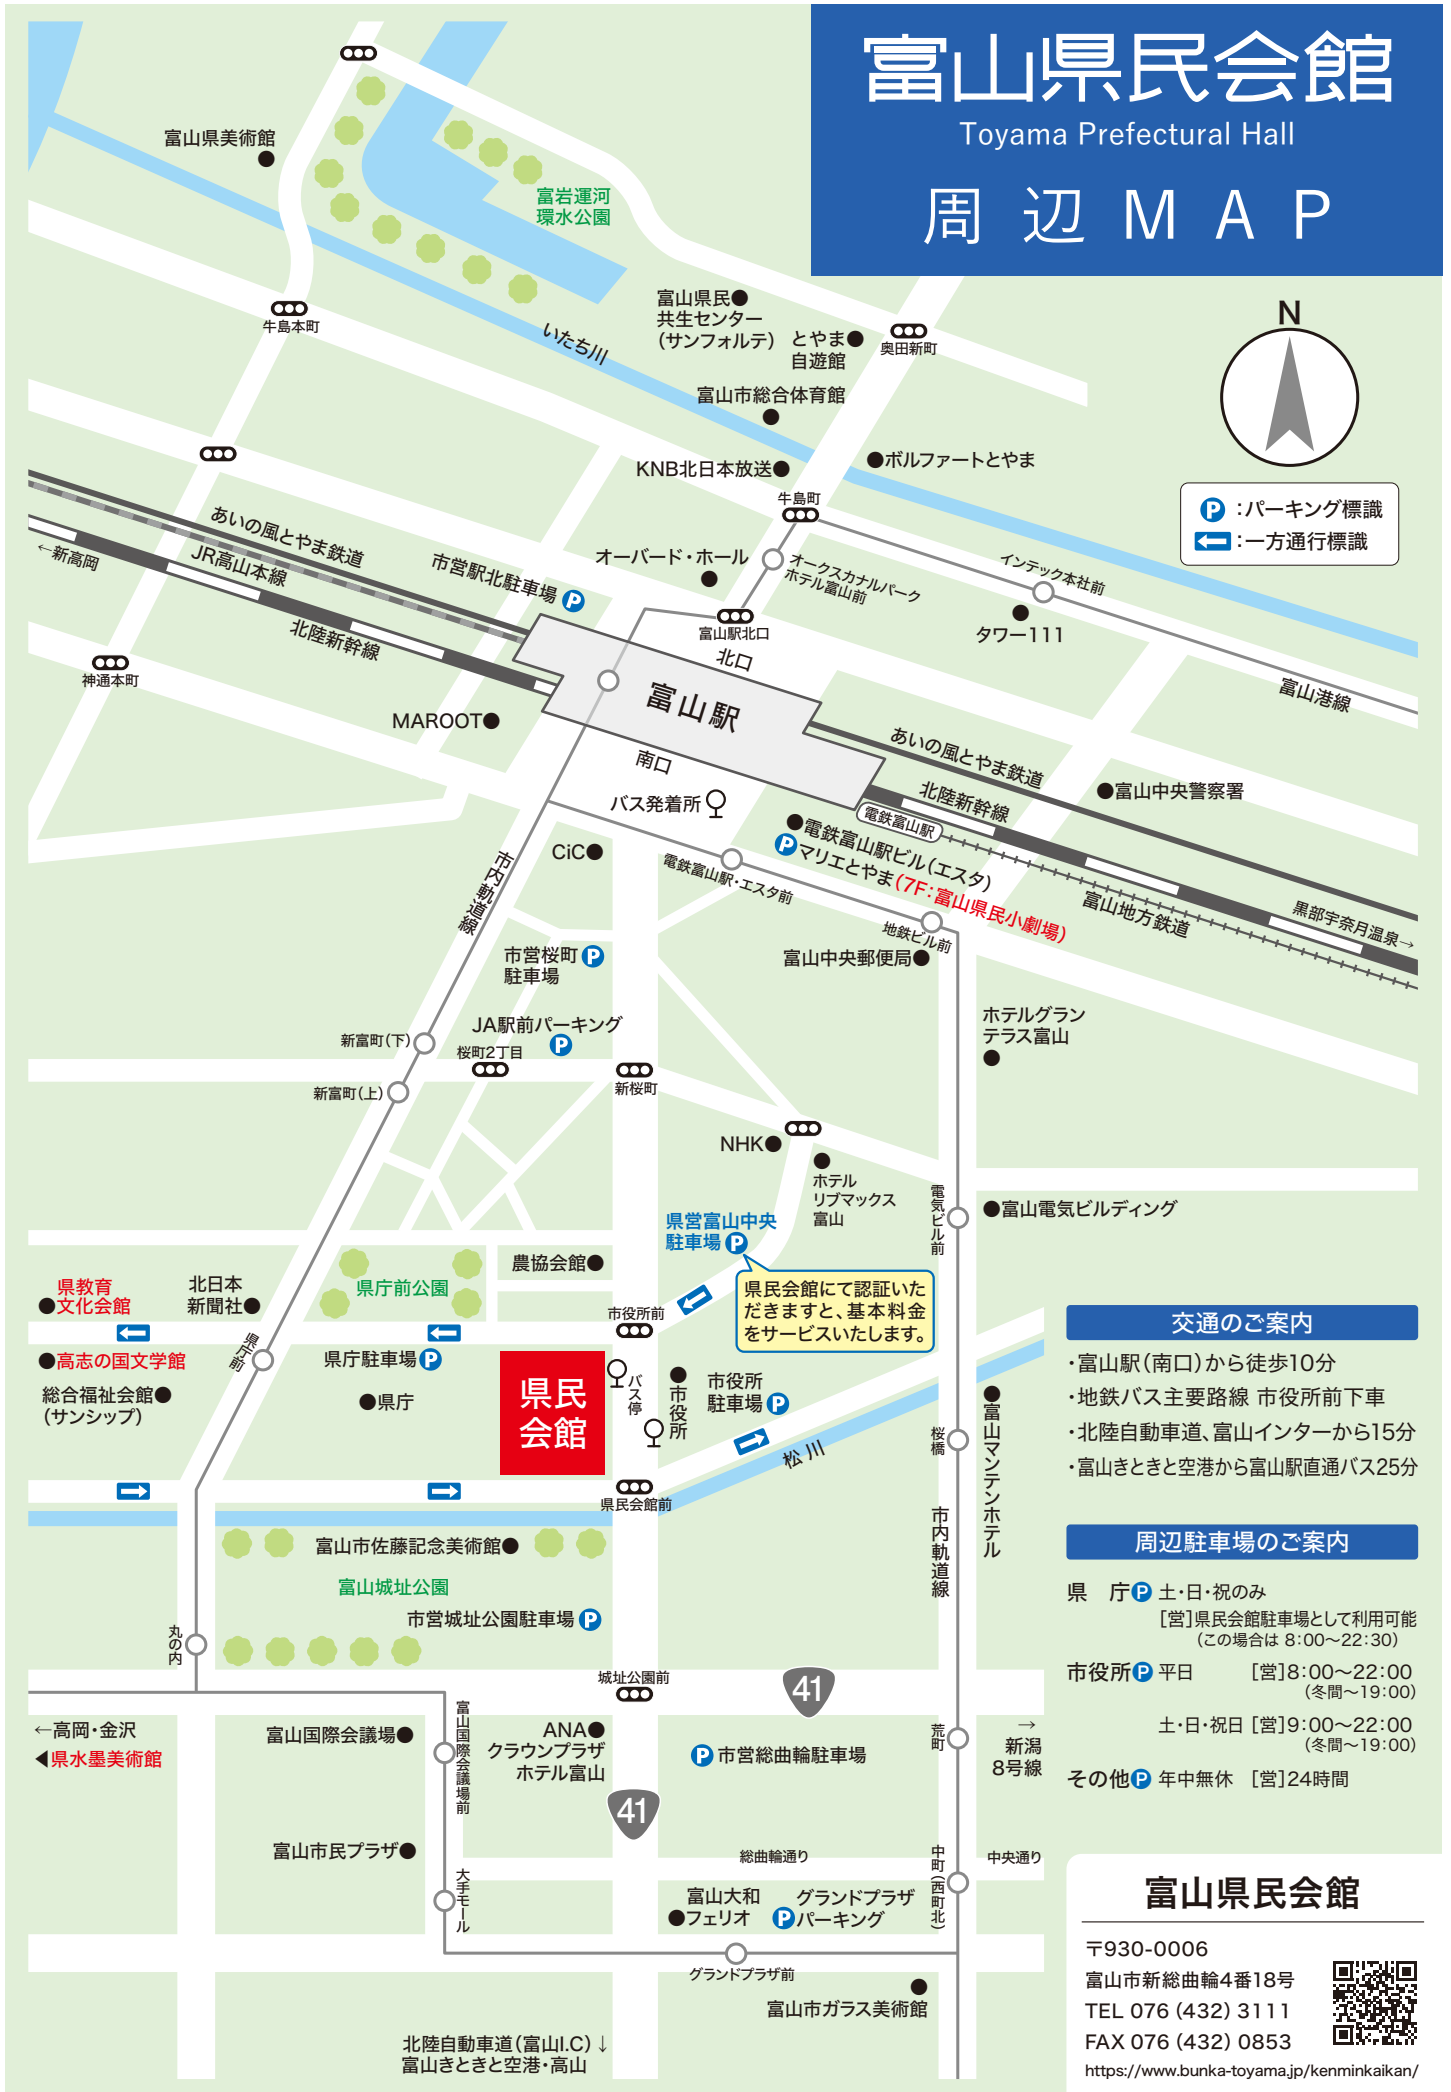 富山県民会館
Toyama Prefectural Hall
周辺MAP
富山県美術館
富岩運河
環水公園
牛島本町
いたち川
富山県民
共生センター
(サンフォルテ)
とやま
自遊館
奥田新町
富山市総合体育館
KNB北日本放送
ボルファートとやま
牛島町
N
P:パーキング標識
:一方通行標識
あいの風とやま鉄道
JR高山本線
←新高岡
北陸新幹線
市営駅北駐車場 P
オーバード・ホール
オークスカナルパーク
ホテル富山前
インテック本社前
タワー111
富山駅北口
北口
富山港線
神通本町
MAROOT
富山駅
南口
バス発着所
あいの風とやま鉄道
北陸新幹線
富山中央警察署
電鉄富山駅
電鉄富山駅ビル(エスタ)
P マリエとやま(7F:富山県民小劇場)
CiC
電鉄富山駅・エスタ前
市内軌道線
富山地方鉄道
黒部宇奈月温泉→
地鉄ビル前
富山中央郵便局
市営桜町 P
駐車場
JA駅前パーキング
P
新富町(下)
桜町2丁目
新桜町
新富町(上)
ホテルグラン
テラス富山
NHK
ホテル
リブマックス
富山
電気ビル前
富山電気ビルディング
県営富山中央
駐車場 P
県民会館にて認証いた
だきますと、基本料金
をサービスいたします。
農協会館
県庁前公園
県教育
文化会館
北日本
新聞社
市役所前
高志の国文学館
県庁前
県庁駐車場 P
総合福祉会館
(サンシップ)
県庁
県民
会館
バス停
市役所
市役所
駐車場 P
松川
桜橋
富山マンテンホテル
県民会館前
市内軌道線
富山市佐藤記念美術館
富山城址公園
市営城址公園駐車場 P
丸の内
城址公園前
41
←高岡・金沢
県水墨美術館
富山国際会議場
富山国際会議場前
ANA
クラウンプラザ
ホテル富山
P 市営総曲輪駐車場
荒町
→
新潟
8号線
41
富山市民プラザ
大手モール
総曲輪通り
中町(西町北)
中央通り
富山大和
フェリオ
P グランドプラザ
パーキング
グランドプラザ前
富山市ガラス美術館
北陸自動車道(富山I.C)↓
富山きときと空港・高山
交通のご案内
・富山駅(南口)から徒歩10分
・地鉄バス主要路線 市役所前下車
・北陸自動車道、富山インターから15分
・富山きときと空港から富山駅直通バス25分
周辺駐車場のご案内
県 庁 P 土・日・祝のみ
[営]県民会館駐車場として利用可能
(この場合は 8:00〜22:30)
市役所 P 平日 [営]8:00〜22:00
(冬間〜19:00)
土・日・祝日 [営]9:00〜22:00
(冬間〜19:00)
その他 P 年中無休 [営]24時間
富山県民会館
〒930-0006
富山市新総曲輪4番18号
TEL 076 (432) 3111
FAX 076 (432) 0853
https://www.bunka-toyama.jp/kenminkaikan/